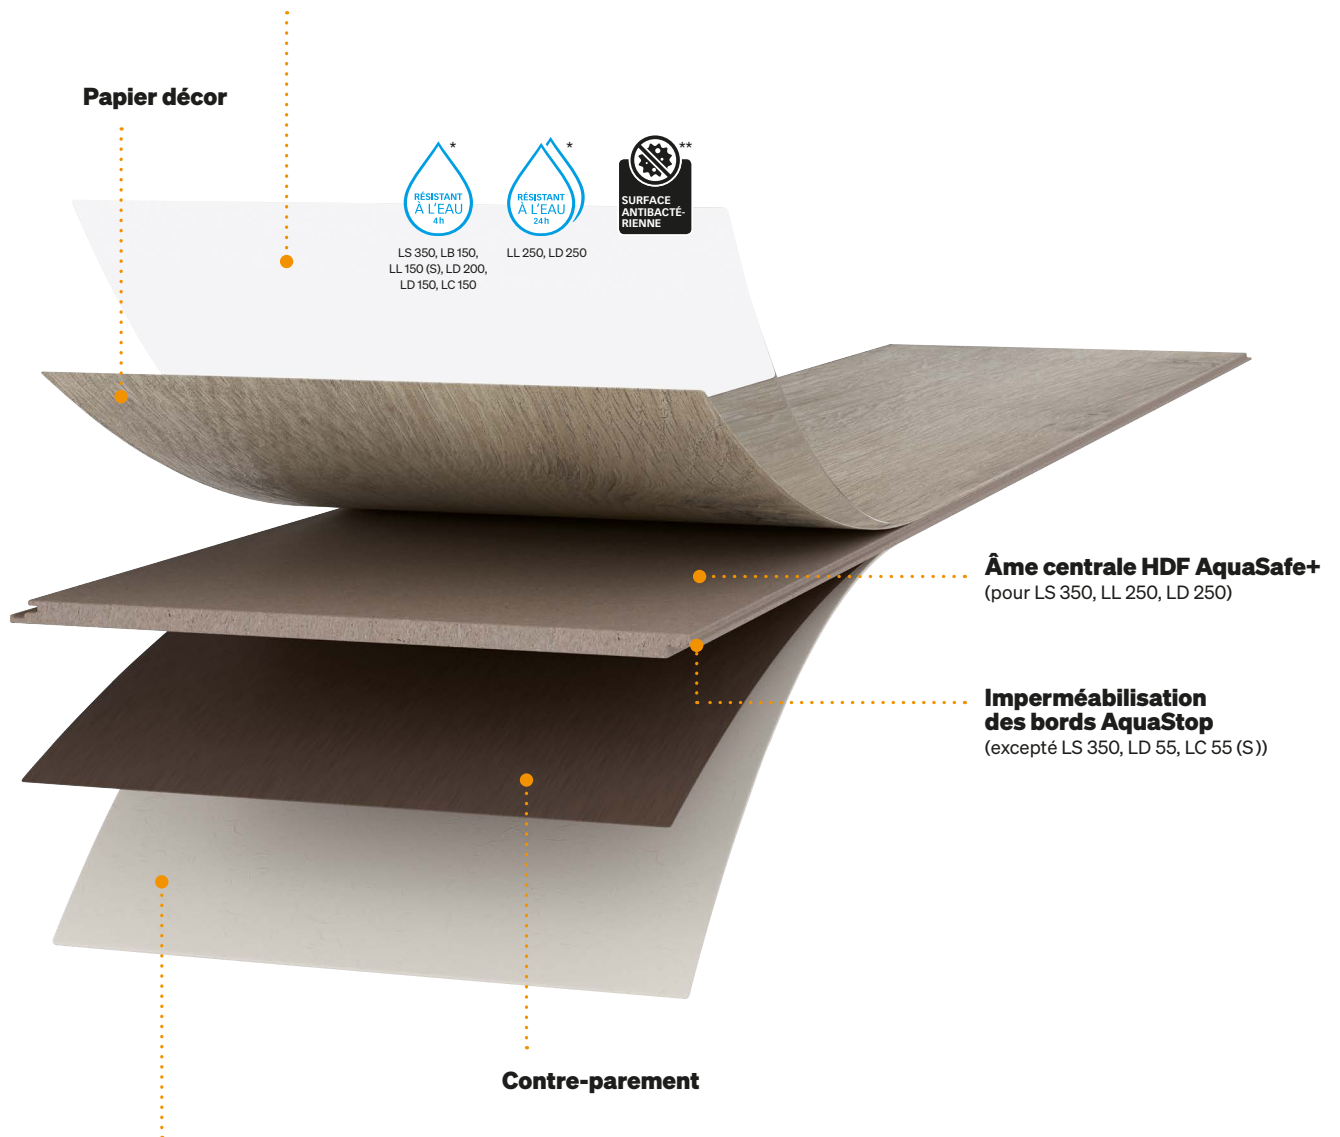 Papier décor
*
RÉSISTANT
À L'EAU
4h
LS 350, LB 150,
LL 150 (S), LD 200,
LD 150, LC 150
*
RÉSISTANT
À L'EAU
24h
LL 250, LD 250
**
SURFACE
ANTIBACTÉ-
RIENNE
Âme centrale HDF AquaSafe+
(pour LS 350, LL 250, LD 250)
Imperméabilisation
des bords AquaStop
(excepté LS 350, LD 55, LC 55 (S))
Contre-parement